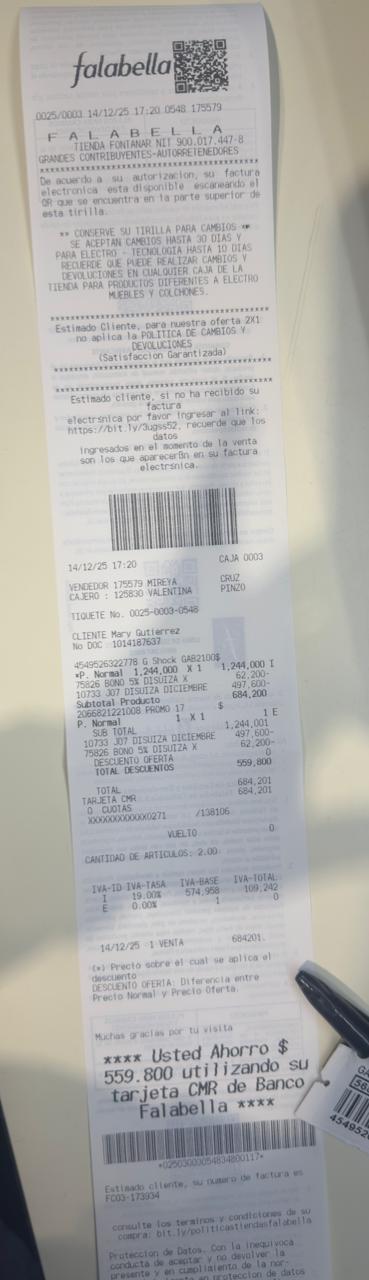 falabella
0025/0003 14/12/25 17:20 0548 175579
F A L A B E L L A
TIENDA FONTANAR NIT 900.017.447-8
GRANDES CONTRIBUYENTES-AUTORRETENEDORES
De acuerdo a su autorizacion, su factura
electronica esta disponible escaneando el
QR que se encuentra en la parte superior de
esta tirilla.
** CONSERVE SU TIRILLA PARA CAMBIOS **
SE ACEPTAN CAMBIOS HASTA 30 DIAS Y
PARA ELECTRO - TECNOLOGIA HASTA 10 DIAS
RECUERDE QUE PUEDE REALIZAR CAMBIOS Y
DEVOLUCIONES EN CUALQUIER CAJA DE LA
TIENDA PARA PRODUCTOS DIFERENTES A ELECTRO
MUEBLES Y COLCHONES.
Estimado Cliente, para nuestra oferta 2X1
no aplica la POLITICA DE CAMBIOS Y
DEVOLUCIONES
(Satisfaccion Garantizada)
Estimado cliente, si no ha recibido su
factura
electrsnica por favor ingresar al link:
https://bit.ly/3ugss52, recuerde que los
datos
ingresados en el momento de la venta
son los que aparecerßn en su factura
electrsnica.
14/12/25 17:20 CAJA 0003
VENDEDOR 175579 MIREYA CRUZ
CAJERO : 125830 VALENTINA PINZO
TIQUETE No. 0025-0003-0548
CLIENTE Mary Gutierrez
No DOC : 1014187637
4549526322778 G Shock GAB2100$
*P. Normal 1,244,000 X 1 1,244,000 I
75826 BONO 5% DISUIZA X 62,200-
10733 J07 DISUIZA DICIEMBRE 497,600-
Subtotal Producto 684,200
2066821221008 PROMO 17 $
P. Normal 1 X 1 1 E
SUB TOTAL 1,244,001
10733 J07 DISUIZA DICIEMBRE 497,600-
75826 BONO 5% DISUIZA X 62,200-
DESCUENTO OFERTA 0
TOTAL DESCUENTOS 559,800
TOTAL 684,201
TARJETA CMR 684,201
0 CUOTAS
XXXXXXXXXXXX0271 /138106
VUELTO 0
CANTIDAD DE ARTICULOS: 2.00
IVA-ID IVA-TASA IVA-BASE IVA-TOTAL
I 19.00% 574,958 109,242
E 0.00% 1 0
14/12/25 1 VENTA 684201.
(*) Precio sobre el cual se aplica el
descuento
DESCUENTO OFERTA: Diferencia entre
Precio Normal y Precio Oferta.
Muchas gracias por tu visita
**** Usted Ahorro $
559.800 utilizando su
tarjeta CMR de Banco
Falabella ****
Estimado cliente, su numero de factura es
FC03-173934
consulte los terminos y condiciones de su
compra: bit.ly/politicastiendasfalabella
Proteccion de Datos. Con la inequivoca
conducta de aceptar y no devolver la
presente y en cumplimiento de la nor-
proteccion de datos
GA
454952